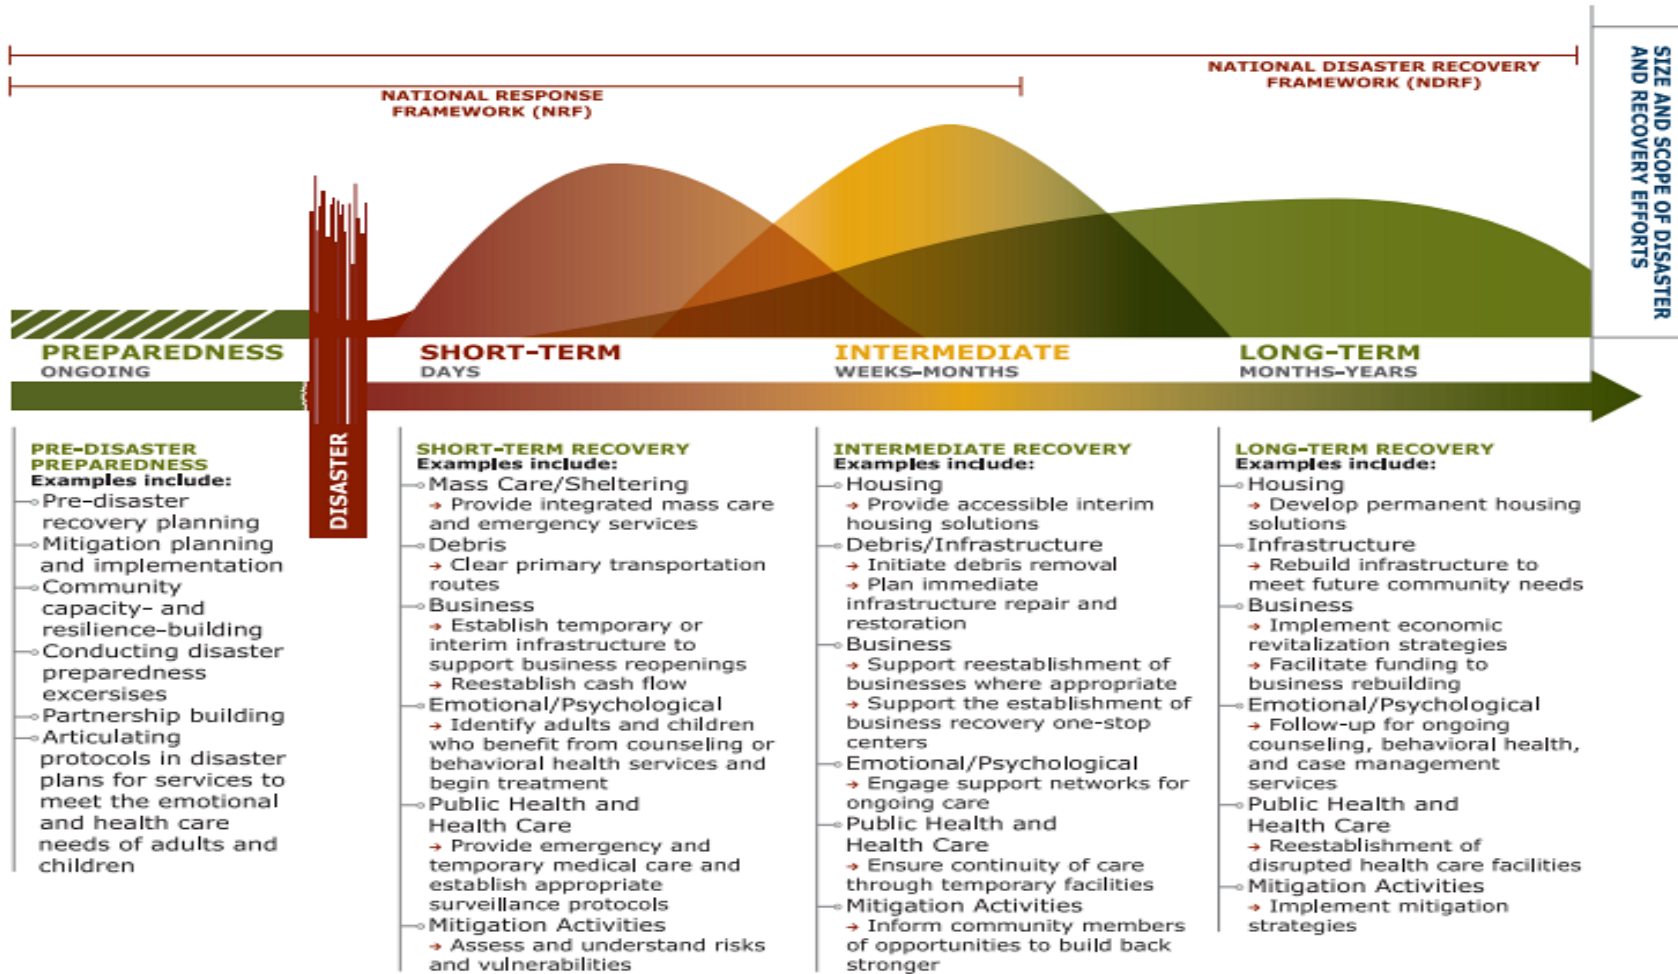 NATIONAL DISASTER RECOVERY
FRAMEWORK (NDRF)
NATIONAL RESPONSE
FRAMEWORK (NRF)
SIZE AND SCOPE OF DISASTER
AND RECOVERY EFFORTS
PREPAREDNESS
ONGOING
SHORT-TERM
DAYS
INTERMEDIATE
WEEKS-MONTHS
LONG-TERM
MONTHS-YEARS
DISASTER
PRE-DISASTER
PREPAREDNESS
Examples include:
Pre-disaster
recovery planning
Mitigation planning
and implementation
Community
capacity- and
resilience-building
Conducting disaster
preparedness
excersises
Partnership building
Articulating
protocols in disaster
plans for services to
meet the emotional
and health care
needs of adults and
children
SHORT-TERM RECOVERY
Examples include:
Mass Care/Sheltering
→ Provide integrated mass care
and emergency services
Debris
→ Clear primary transportation
routes
Business
→ Establish temporary or
interim infrastructure to
support business reopenings
→ Reestablish cash flow
Emotional/Psychological
→ Identify adults and children
who benefit from counseling or
behavioral health services and
begin treatment
Public Health and
Health Care
→ Provide emergency and
temporary medical care and
establish appropriate
surveillance protocols
Mitigation Activities
→ Assess and understand risks
and vulnerabilities
INTERMEDIATE RECOVERY
Examples include:
Housing
→ Provide accessible interim
housing solutions
Debris/Infrastructure
→ Initiate debris removal
→ Plan immediate
infrastructure repair and
restoration
Business
→ Support reestablishment of
businesses where appropriate
→ Support the establishment of
business recovery one-stop
centers
Emotional/Psychological
→ Engage support networks for
ongoing care
Public Health and
Health Care
→ Ensure continuity of care
through temporary facilities
Mitigation Activities
→ Inform community members
of opportunities to build back
stronger
LONG-TERM RECOVERY
Examples include:
Housing
→ Develop permanent housing
solutions
Infrastructure
→ Rebuild infrastructure to
meet future community needs
Business
→ Implement economic
revitalization strategies
→ Facilitate funding to
business rebuilding
Emotional/Psychological
→ Follow-up for ongoing
counseling, behavioral health,
and case management
services
Public Health and
Health Care
→ Reestablishment of
disrupted health care facilities
Mitigation Activities
→ Implement mitigation
strategies